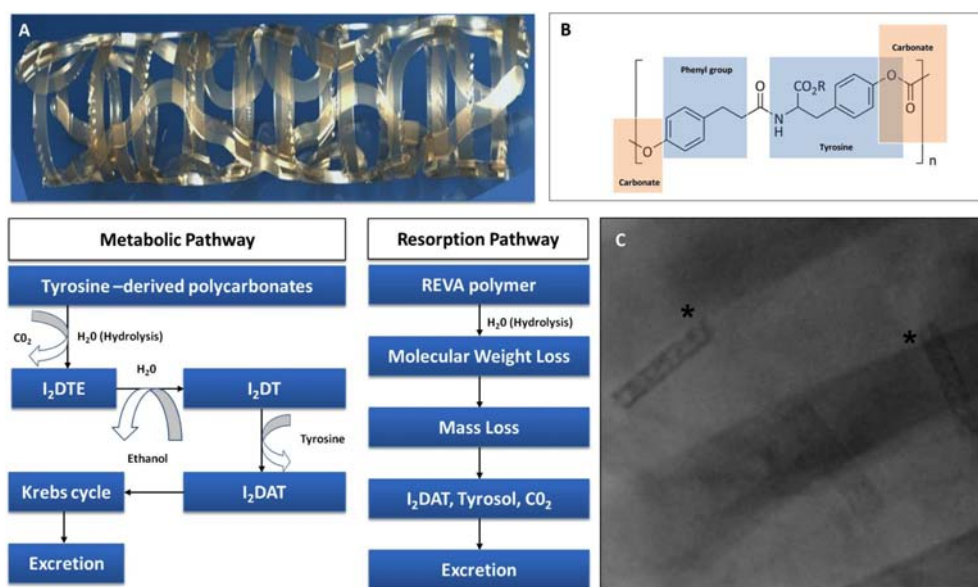 A
B
Carbonate
Phenyl group
O
CO₂R
O
O
N
H
O
Tyrosine
n
Carbonate
Metabolic Pathway
Tyrosine –derived polycarbonates
C0₂
H₂0 (Hydrolysis)
I₂DTE
H₂0
I₂DT
Ethanol
Tyrosine
Krebs cycle
I₂DAT
Excretion
Resorption Pathway
REVA polymer
H₂0 (Hydrolysis)
Molecular Weight Loss
Mass Loss
I₂DAT, Tyrosol, C0₂
Excretion
C
*
*